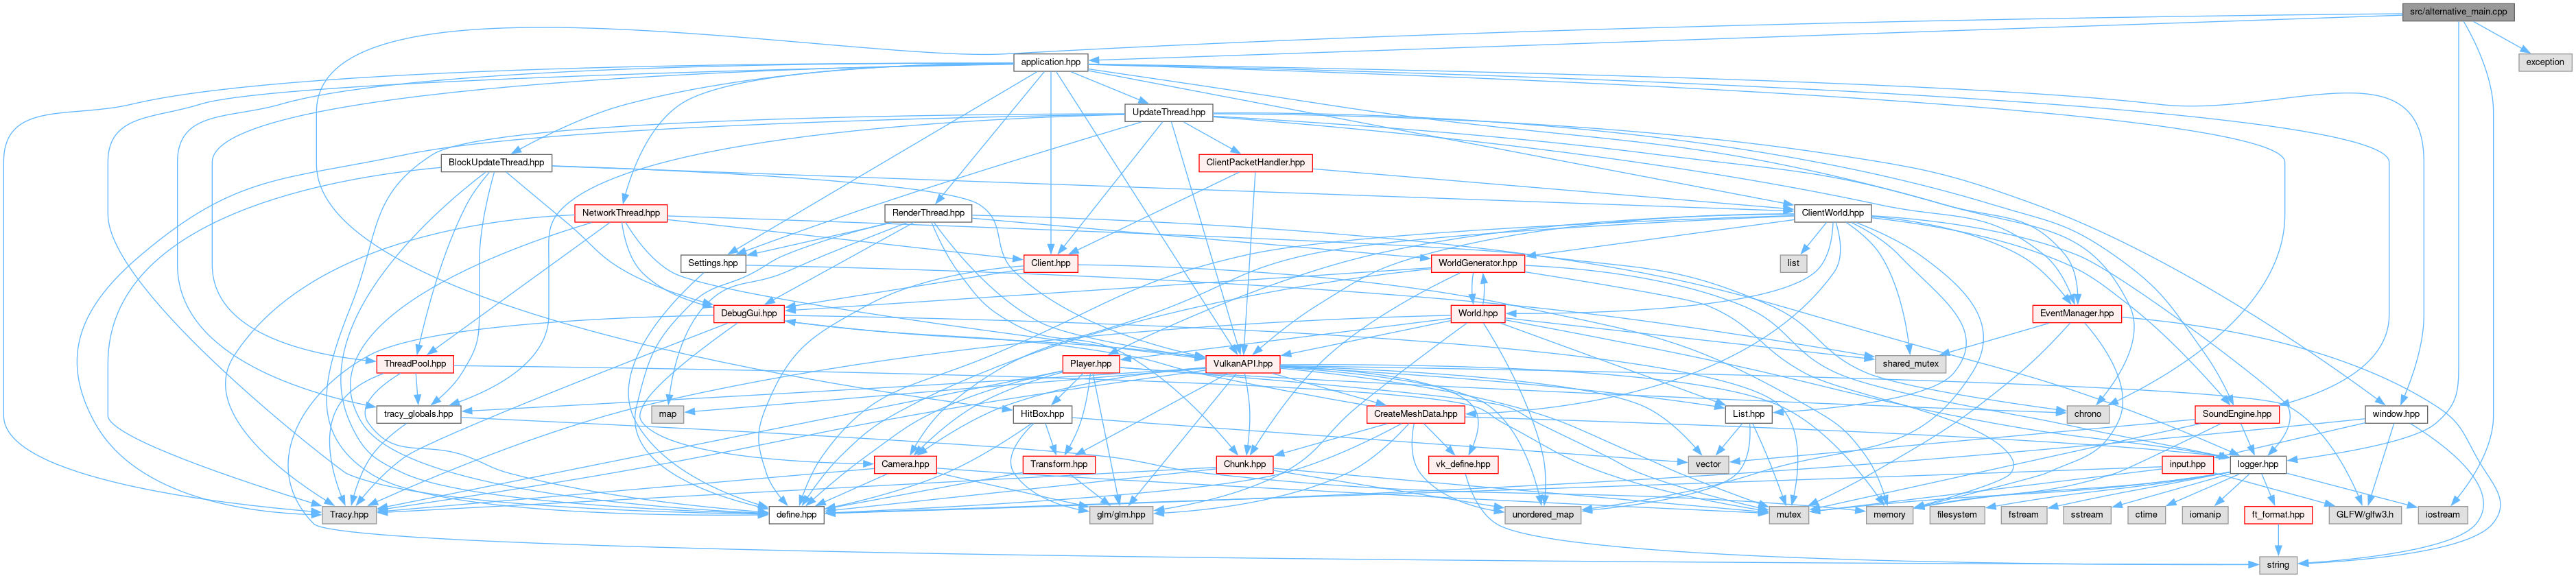 src/alternative_main.cpp
application.hpp
exception
UpdateThread.hpp
BlockUpdateThread.hpp
ClientPacketHandler.hpp
NetworkThread.hpp
RenderThread.hpp
ClientWorld.hpp
Settings.hpp
Client.hpp
WorldGenerator.hpp
list
DebugGui.hpp
World.hpp
EventManager.hpp
ThreadPool.hpp
Player.hpp
VulkanAPI.hpp
shared_mutex
tracy_globals.hpp
map
HitBox.hpp
CreateMeshData.hpp
List.hpp
chrono
SoundEngine.hpp
window.hpp
Camera.hpp
Transform.hpp
Chunk.hpp
vk_define.hpp
vector
input.hpp
logger.hpp
Tracy.hpp
define.hpp
glm/glm.hpp
unordered_map
mutex
memory
filesystem
fstream
sstream
ctime
iomanip
ft_format.hpp
GLFW/glfw3.h
iostream
string